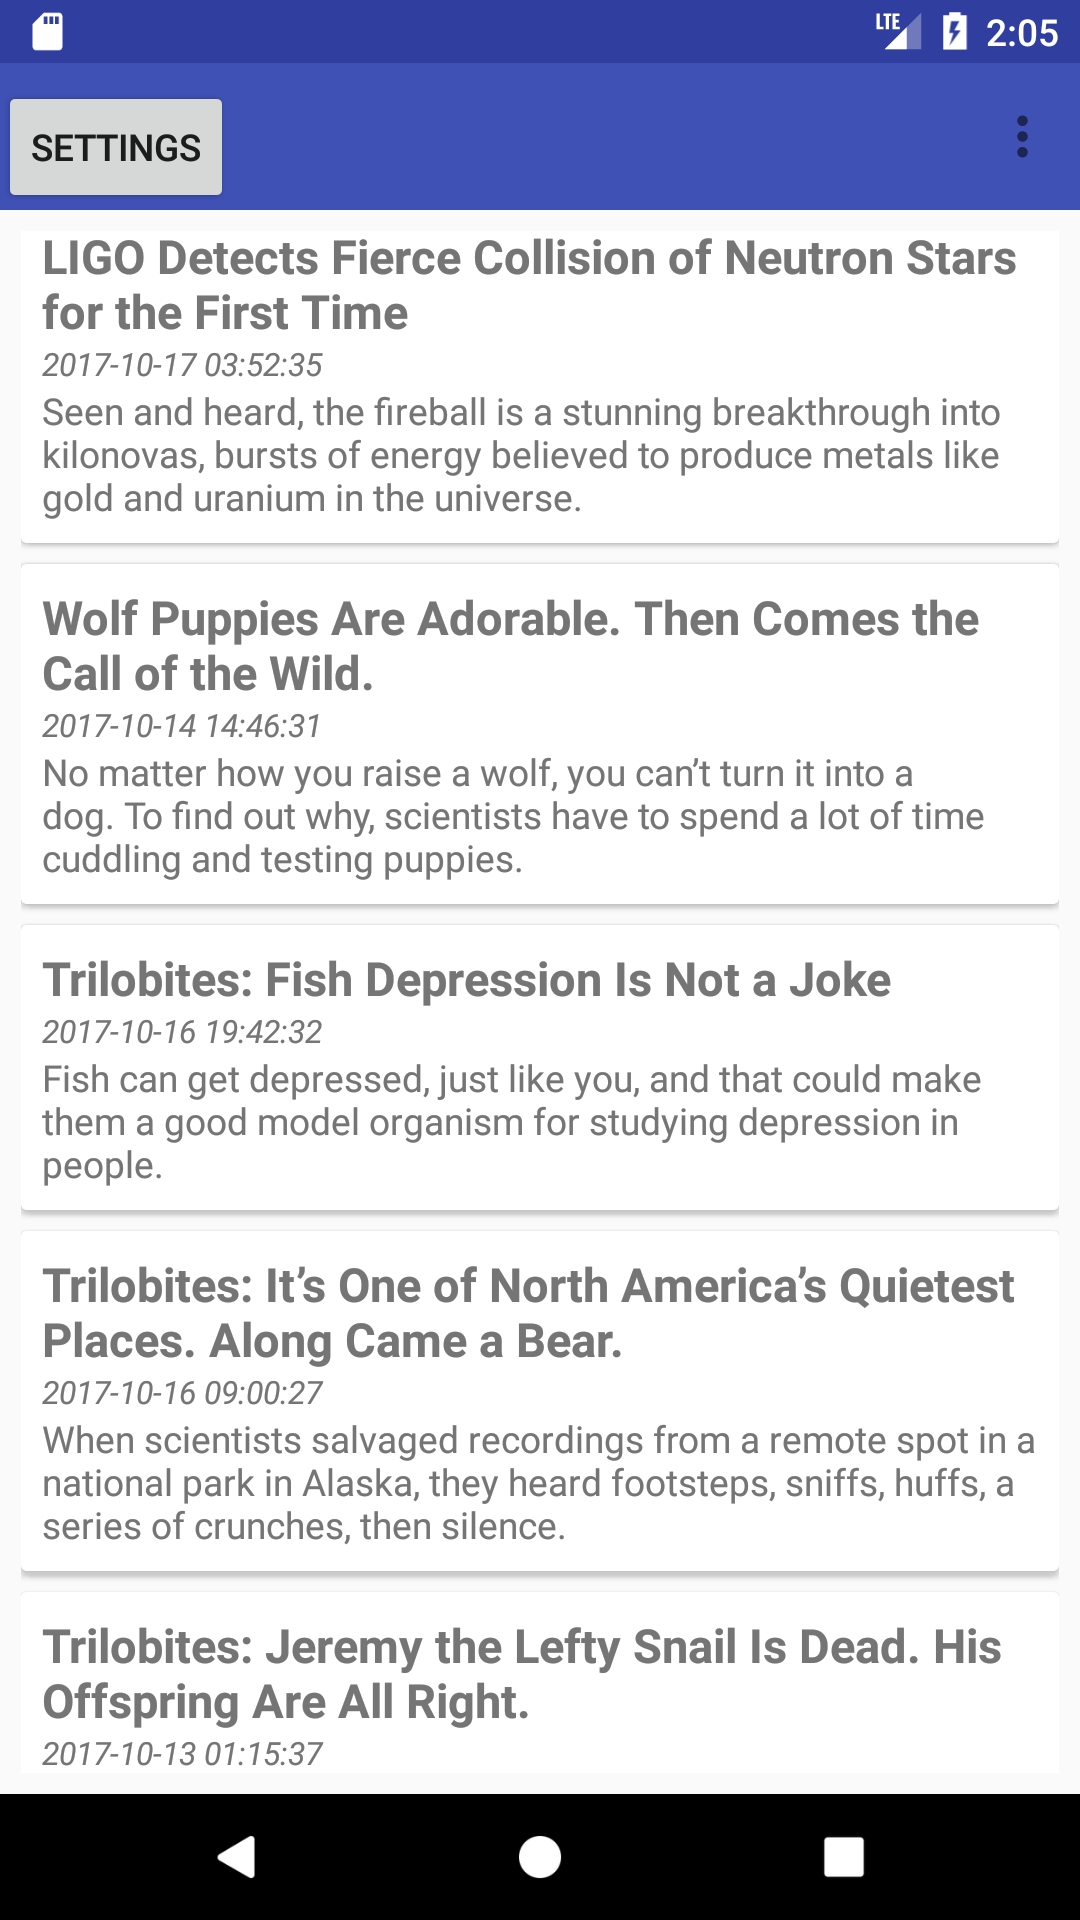 LTE 2:05
SETTINGS
LIGO Detects Fierce Collision of Neutron Stars
for the First Time
2017-10-17 03:52:35
Seen and heard, the fireball is a stunning breakthrough into
kilonovas, bursts of energy believed to produce metals like
gold and uranium in the universe.
Wolf Puppies Are Adorable. Then Comes the
Call of the Wild.
2017-10-14 14:46:31
No matter how you raise a wolf, you can’t turn it into a
dog. To find out why, scientists have to spend a lot of time
cuddling and testing puppies.
Trilobites: Fish Depression Is Not a Joke
2017-10-16 19:42:32
Fish can get depressed, just like you, and that could make
them a good model organism for studying depression in
people.
Trilobites: It’s One of North America’s Quietest
Places. Along Came a Bear.
2017-10-16 09:00:27
When scientists salvaged recordings from a remote spot in a
national park in Alaska, they heard footsteps, sniffs, huffs, a
series of crunches, then silence.
Trilobites: Jeremy the Lefty Snail Is Dead. His
Offspring Are All Right.
2017-10-13 01:15:37